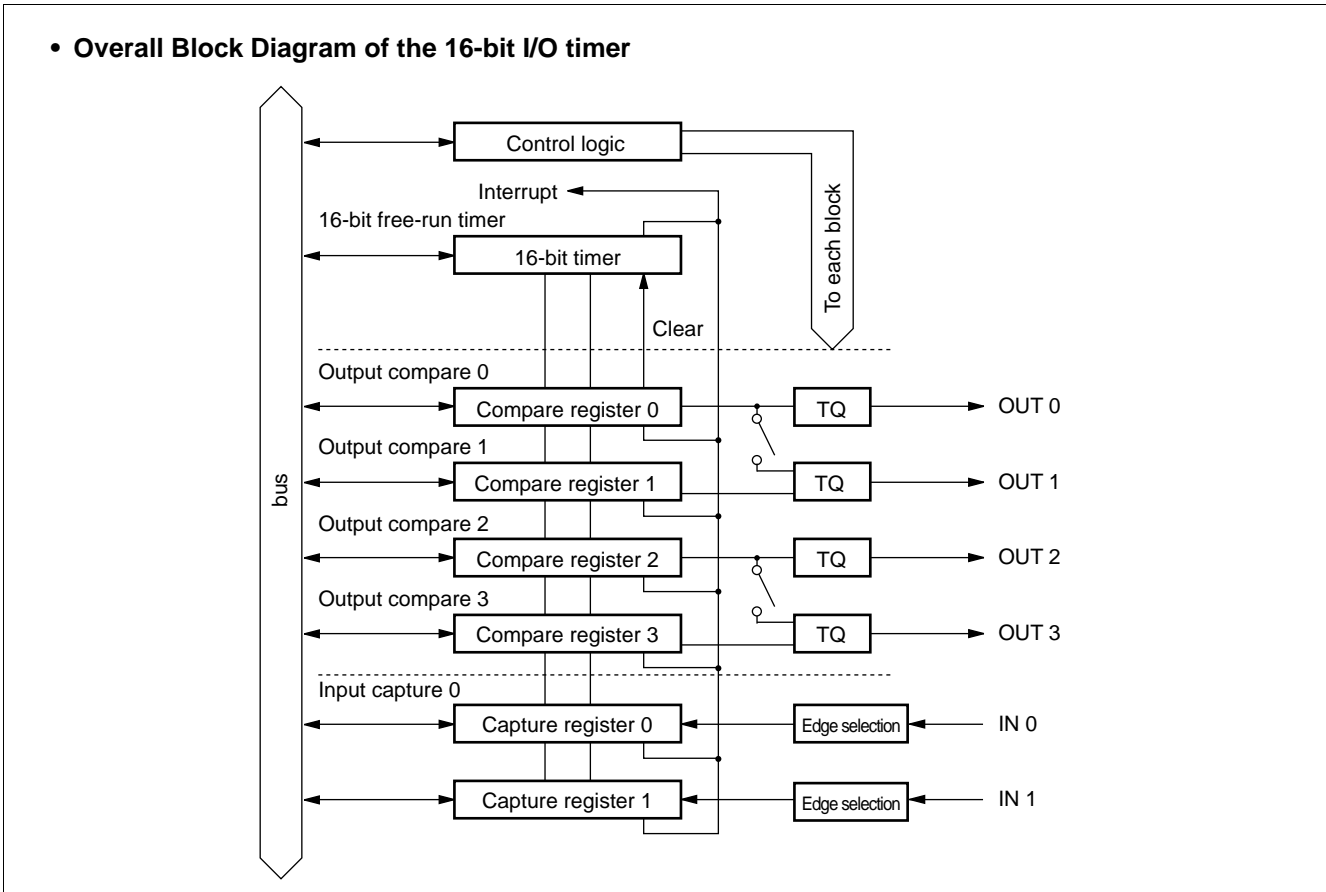 • Overall Block Diagram of the 16-bit I/O timer
Control logic
Interrupt
16-bit free-run timer
16-bit timer
To each block
Clear
bus
Output compare 0
Compare register 0
TQ
OUT 0
Output compare 1
Compare register 1
TQ
OUT 1
Output compare 2
Compare register 2
TQ
OUT 2
Output compare 3
Compare register 3
TQ
OUT 3
Input capture 0
Capture register 0
Edge selection
IN 0
Capture register 1
Edge selection
IN 1